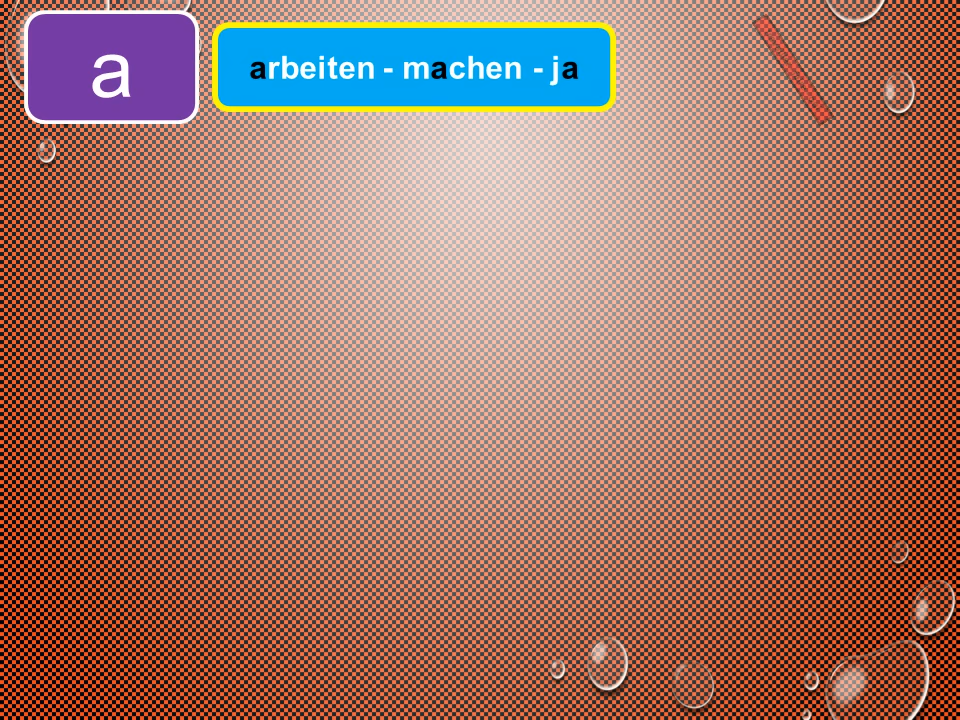 a
arbeiten - machen - ja